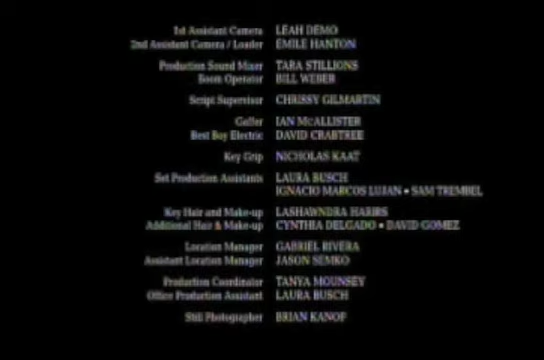 1st Assistant Camera LEAH DEMO
2nd Assistant Camera / Loader EMILE HANTON
Production Sound Mixer TARA STILLIONS
Boom Operator BILL WEBER
Script Supervisor CHRISSY GILMARTIN
Gaffer IAN McALLISTER
Best Boy Electric DAVID CRABTREE
Key Grip NICHOLAS KAAT
Set Production Assistants LAURA BUSCH
IGNACIO MARCOS LUJAN • SAM TREMBEL
Key Hair and Make-up LASHAWNDRA
Additional Hair & Make-up CYNTHIA DELGADO • DAVID GOMEZ
Location Manager GABRIEL RIVERA
Assistant Location Manager JASON SEMKO
Production Coordinator TANYA MOUNSEY
Office Production Assistant LAURA BUSCH
Still Photographer BRIAN KANOF